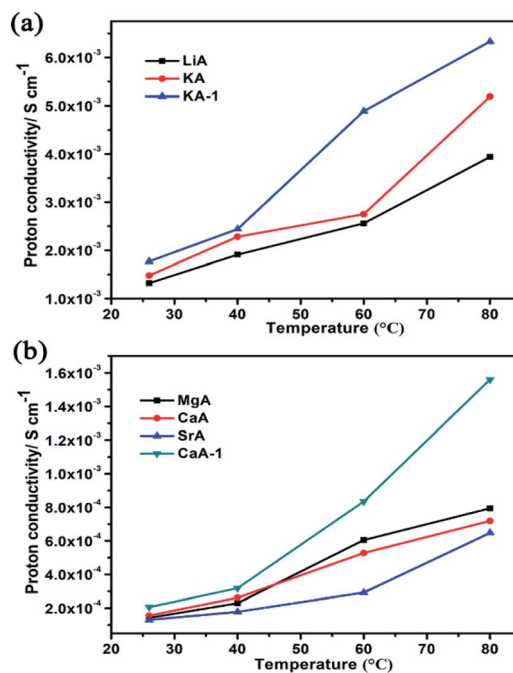 (a)
LiA
KA
KA-1
Proton conductivity/ S cm⁻¹
6.0x10⁻³
5.0x10⁻³
4.0x10⁻³
3.0x10⁻³
2.0x10⁻³
1.0x10⁻³
20 30 40 50 60 70 80
Temperature (°C)
(b)
MgA
CaA
SrA
CaA-1
Proton conductivity/ S cm⁻¹
1.6x10⁻³
1.4x10⁻³
1.2x10⁻³
1.0x10⁻³
8.0x10⁻⁴
6.0x10⁻⁴
4.0x10⁻⁴
2.0x10⁻⁴
20 30 40 50 60 70 80
Temperature (°C)